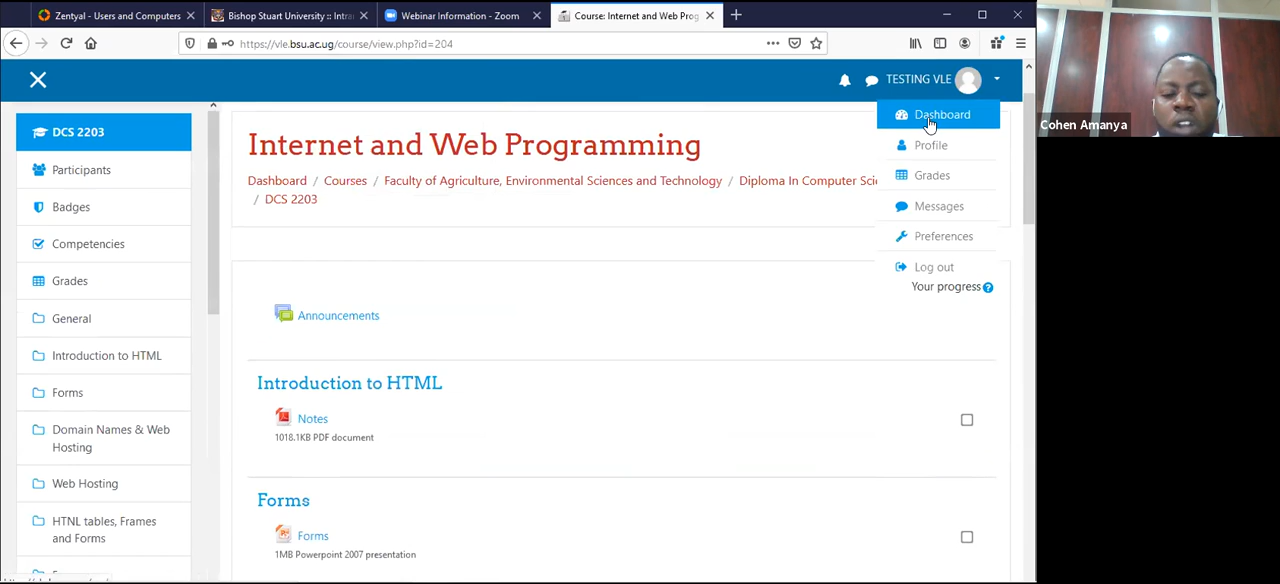 Zentyal - Users and Computers
Bishop Stuart University :: Intran
Webinar Information - Zoom
Course: Internet and Web Prog
https://vle.bsu.ac.ug/course/view.php?id=204
TESTING VLE
Cohen Amanya
DCS 2203
Participants
Badges
Competencies
Grades
General
Introduction to HTML
Forms
Domain Names & Web
Hosting
Web Hosting
HTNL tables, Frames
and Forms
Internet and Web Programming
Dashboard / Courses / Faculty of Agriculture, Environmental Sciences and Technology / Diploma In Computer Scie
/ DCS 2203
Dashboard
Profile
Grades
Messages
Preferences
Log out
Your progress
Announcements
Introduction to HTML
Notes
1018.1KB PDF document
Forms
Forms
1MB Powerpoint 2007 presentation